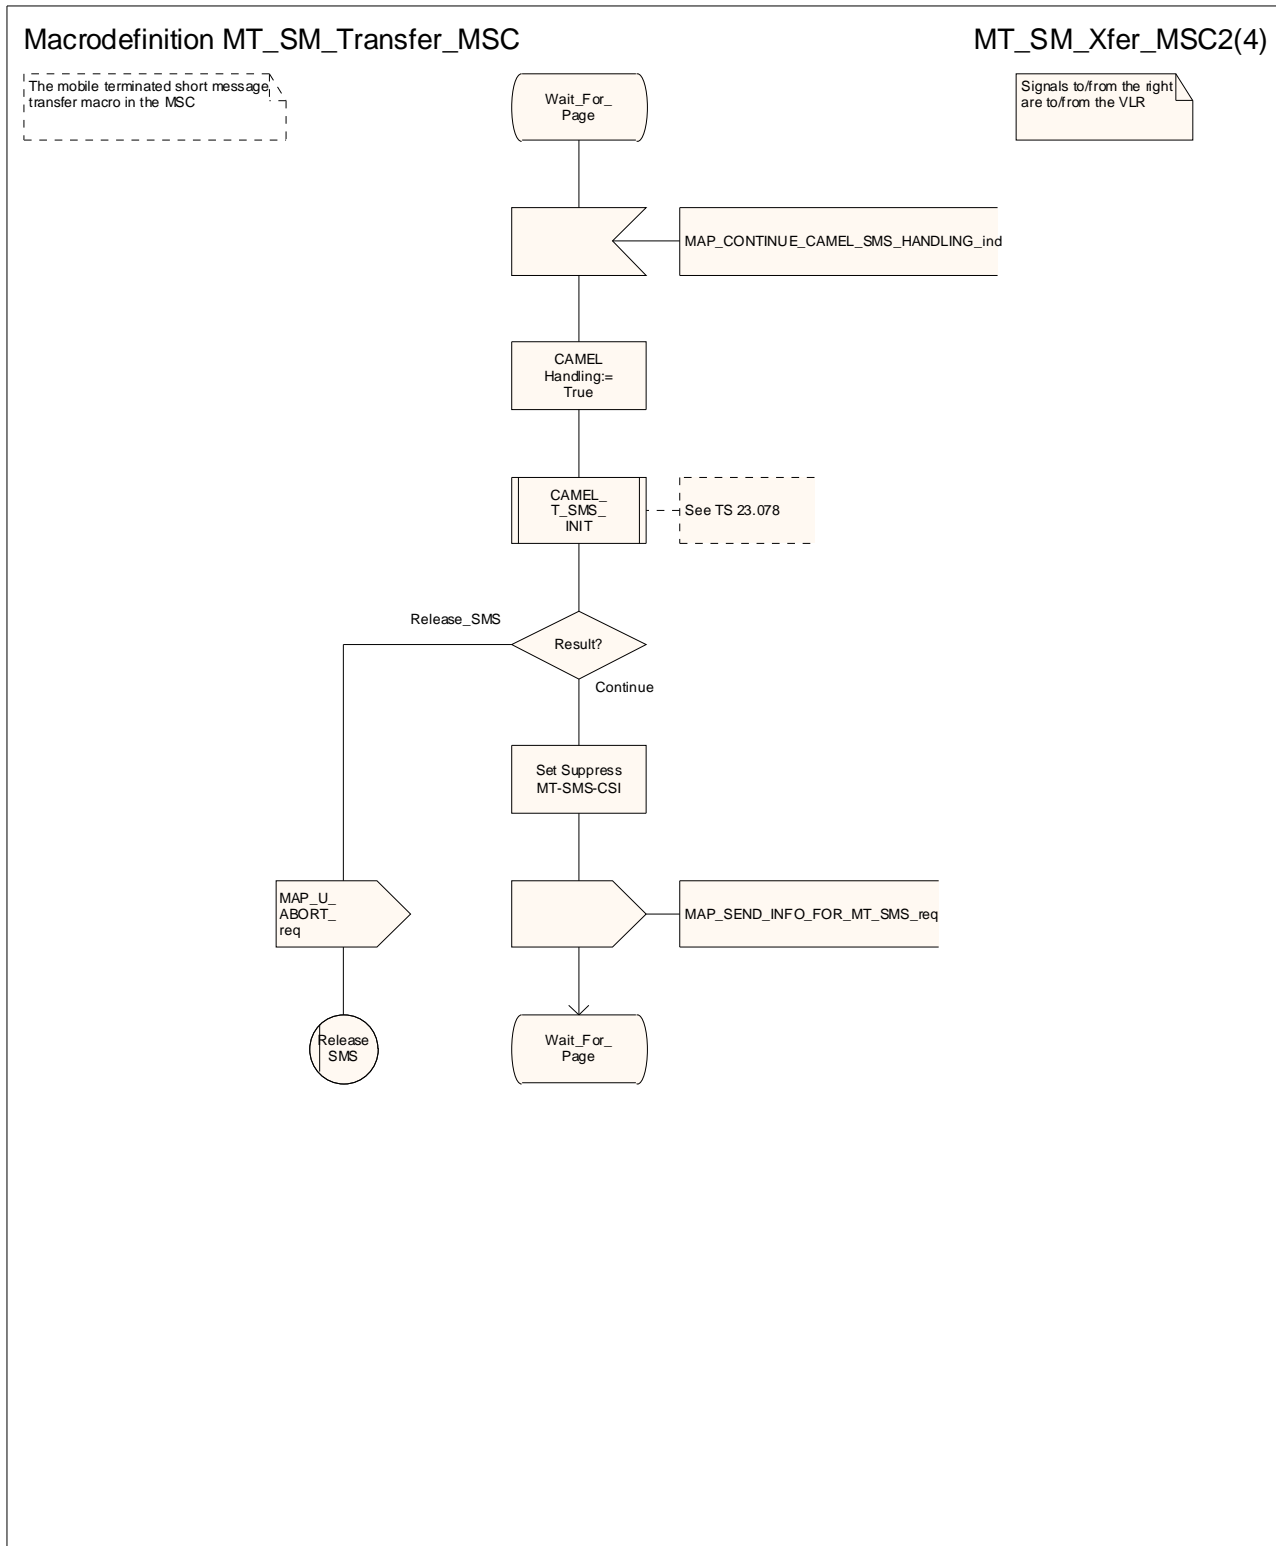 Macrodefinition MT_SM_Transfer_MSC
MT_SM_Xfer_MSC2(4)
The mobile terminated short message
transfer macro in the MSC
Wait_For_
Page
Signals to/from the right
are to/from the VLR
MAP_CONTINUE_CAMEL_SMS_HANDLING_ind
CAMEL
Handling:=
True
CAMEL_
T_SMS_
INIT
See TS 23.078
Release_SMS
Result?
Continue
Set Suppress
MT-SMS-CSI
MAP_U_
ABORT_
req
MAP_SEND_INFO_FOR_MT_SMS_req
Release
SMS
Wait_For_
Page